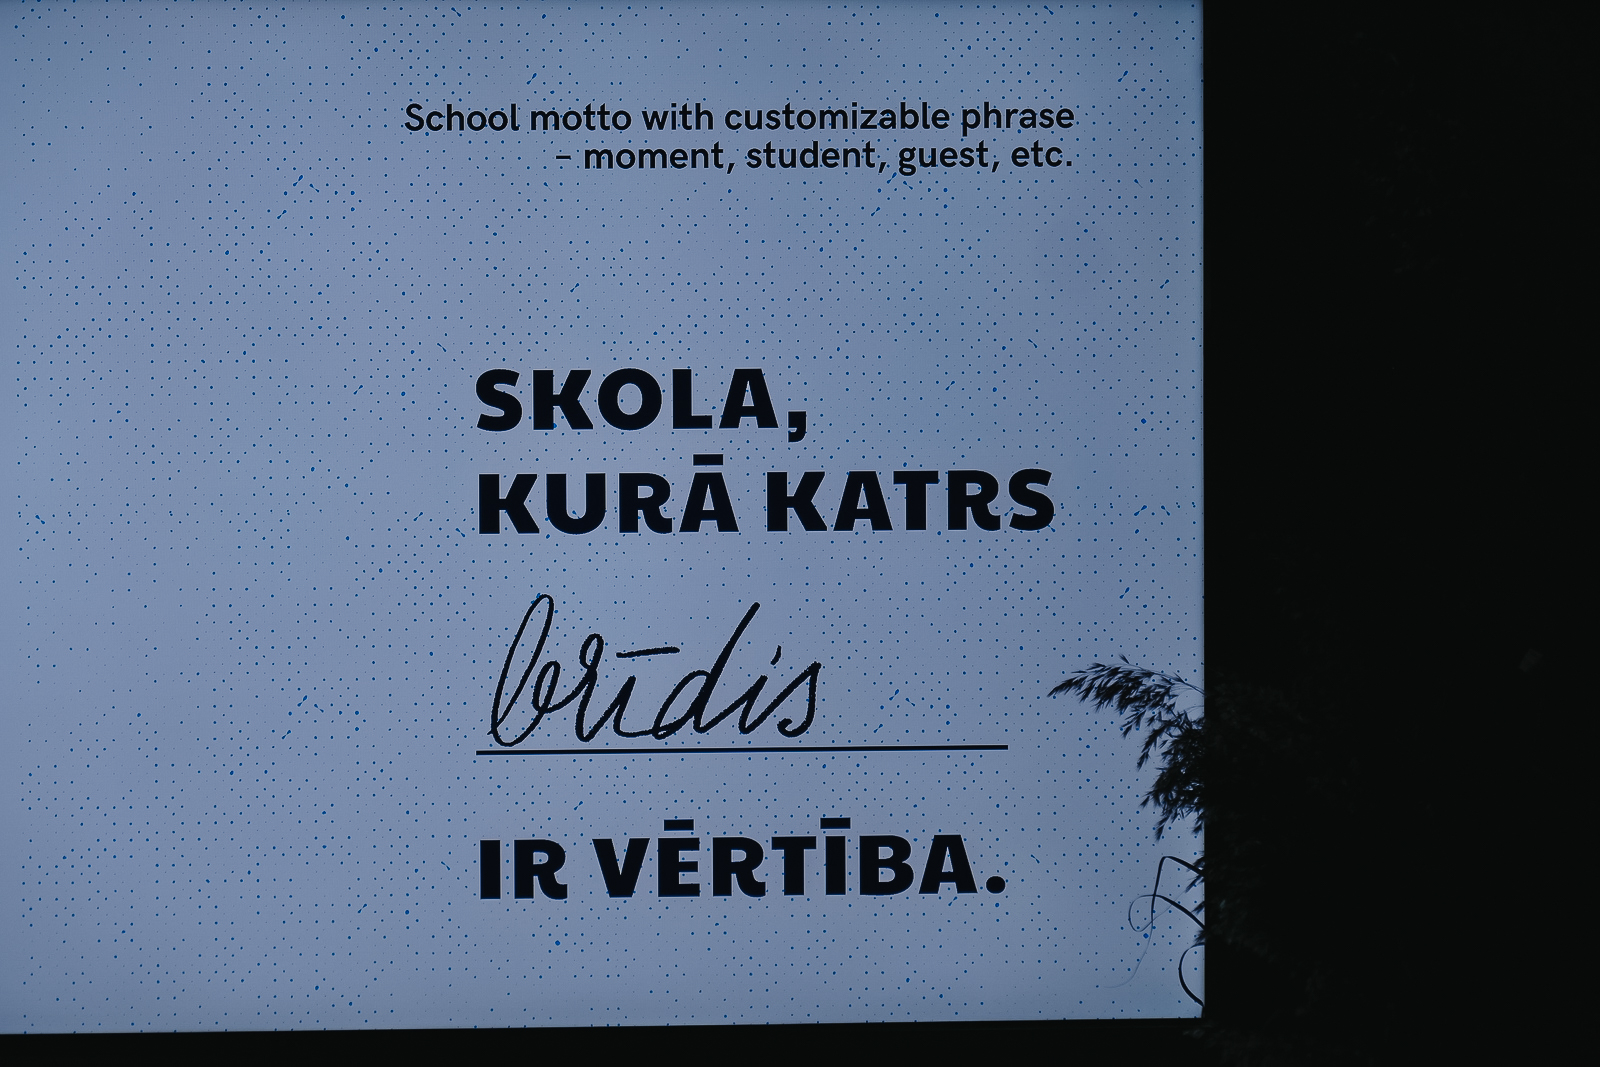 School motto with customizable phrase
– moment, student, guest, etc.
SKOLA,
KURĀ KATRS
brīdis
IR VĒRTĪBA.